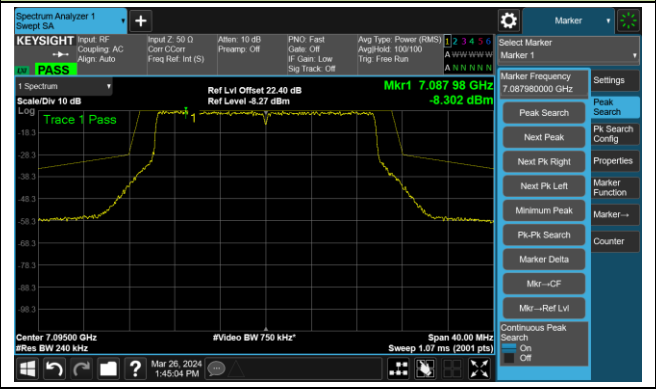 Spectrum Analyzer 1
Swept SA
Marker
KEYSIGHT
Input: RF
Coupling: AC
Align: Auto
Input Z: 50 Ω
Corr CCorr
Freq Ref: Int (S)
Atten: 10 dB
Preamp: Off
PNO: Fast
Gate: Off
IF Gain: Low
Sig Track: Off
Avg Type: Power (RMS)
Avg|Hold: 100/100
Trig: Free Run
1 2 3 4 5 6
A W W W W W
A N N N N N
LXI
PASS
Select Marker
Marker 1
1 Spectrum
Scale/Div 10 dB
Ref Lvl Offset 22.40 dB
Ref Level -8.27 dBm
Mkr1 7.087 98 GHz
-8.302 dBm
Log
Trace 1 Pass
1
-18.3
-28.3
-38.3
-48.3
-58.3
-68.3
-78.3
-88.3
-98.3
Center 7.09500 GHz
#Res BW 240 kHz
#Video BW 750 kHz*
Span 40.00 MHz
Sweep 1.07 ms (2001 pts)
Marker Frequency
7.087980000 GHz
Peak Search
Next Peak
Next Pk Right
Next Pk Left
Minimum Peak
Pk-Pk Search
Marker Delta
Mkr→CF
Mkr→Ref Lvl
Continuous Peak
Search
On
Off
Settings
Peak
Search
Pk Search
Config
Properties
Marker
Function
Marker→
Counter
Mar 26, 2024
1:45:04 PM